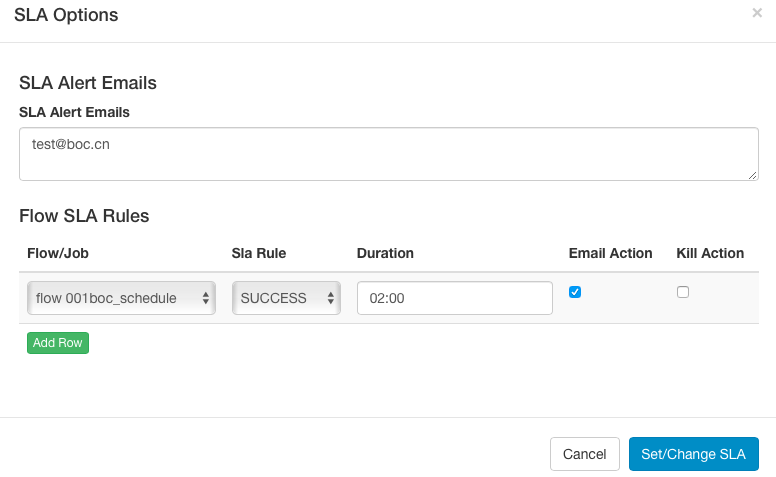 SLA Options ×
SLA Alert Emails
SLA Alert Emails
test@boc.cn
Flow SLA Rules
Flow/Job Sla Rule Duration Email Action Kill Action
flow 001boc_schedule SUCCESS 02:00
Add Row
Cancel Set/Change SLA